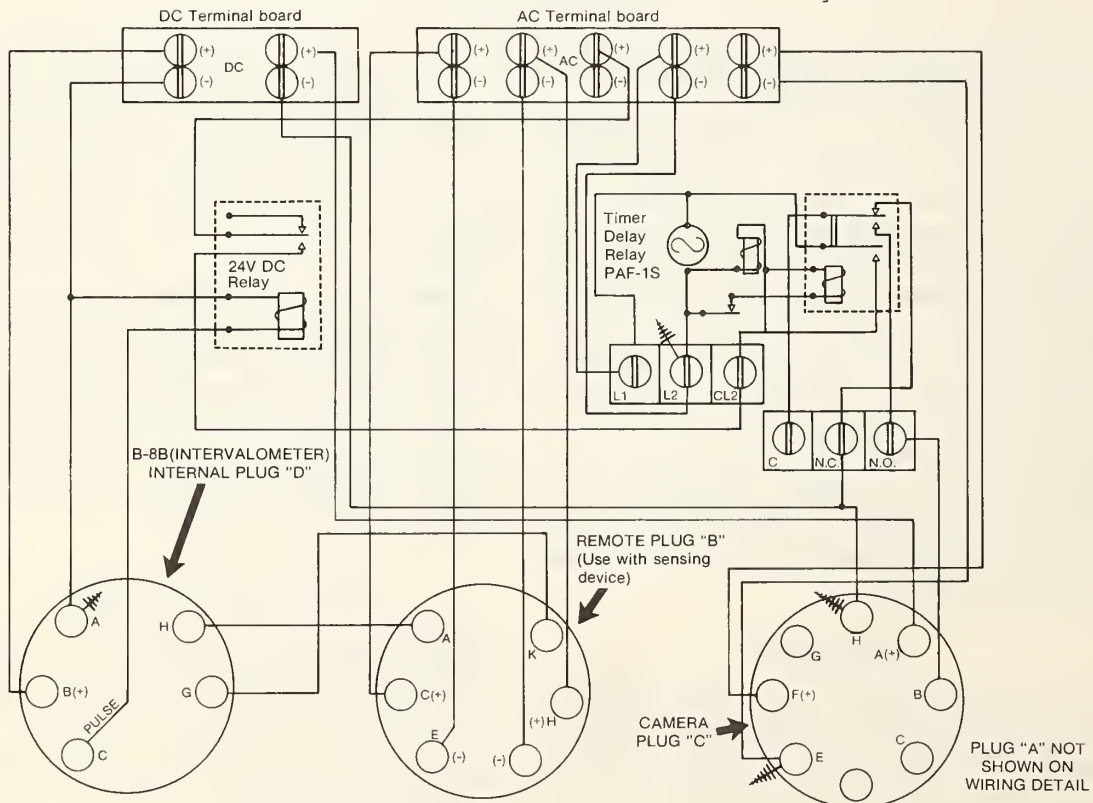 DC Terminal board
AC Terminal board
(+)
(+)
(+)
(+)
(+)
(+)
(+)
DC
AC
(-)
(-)
(-)
(-)
(-)
(-)
(-)
24V DC
Relay
Timer
Delay
Relay
PAF-1S
L1
L2
CL2
C
N.C.
N.O.
B-8B(INTERVALOMETER)
INTERNAL PLUG "D"
REMOTE PLUG "B"
(Use with sensing
device)
A
H
B(+)
G
PULSE
C
A
K
C(+)
(+)H
E
(-)
(-)
H
G
A(+)
F(+)
B
E
C
CAMERA
PLUG "C"
PLUG "A" NOT
SHOWN ON
WIRING DETAIL